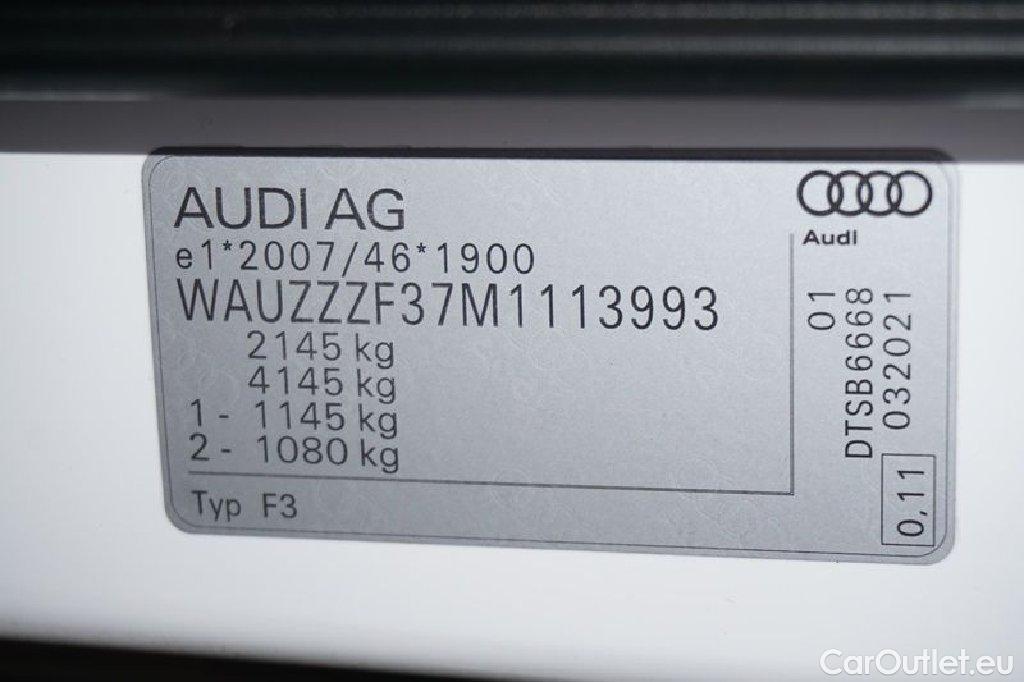 AUDI AG
e1*2007/46*1900
WAUZZZF37M1113993
2145 kg
4145 kg
1 - 1145 kg
2 - 1080 kg
Typ F3
Audi
01
DTSB6668
032021
0,11
CarOutlet.eu